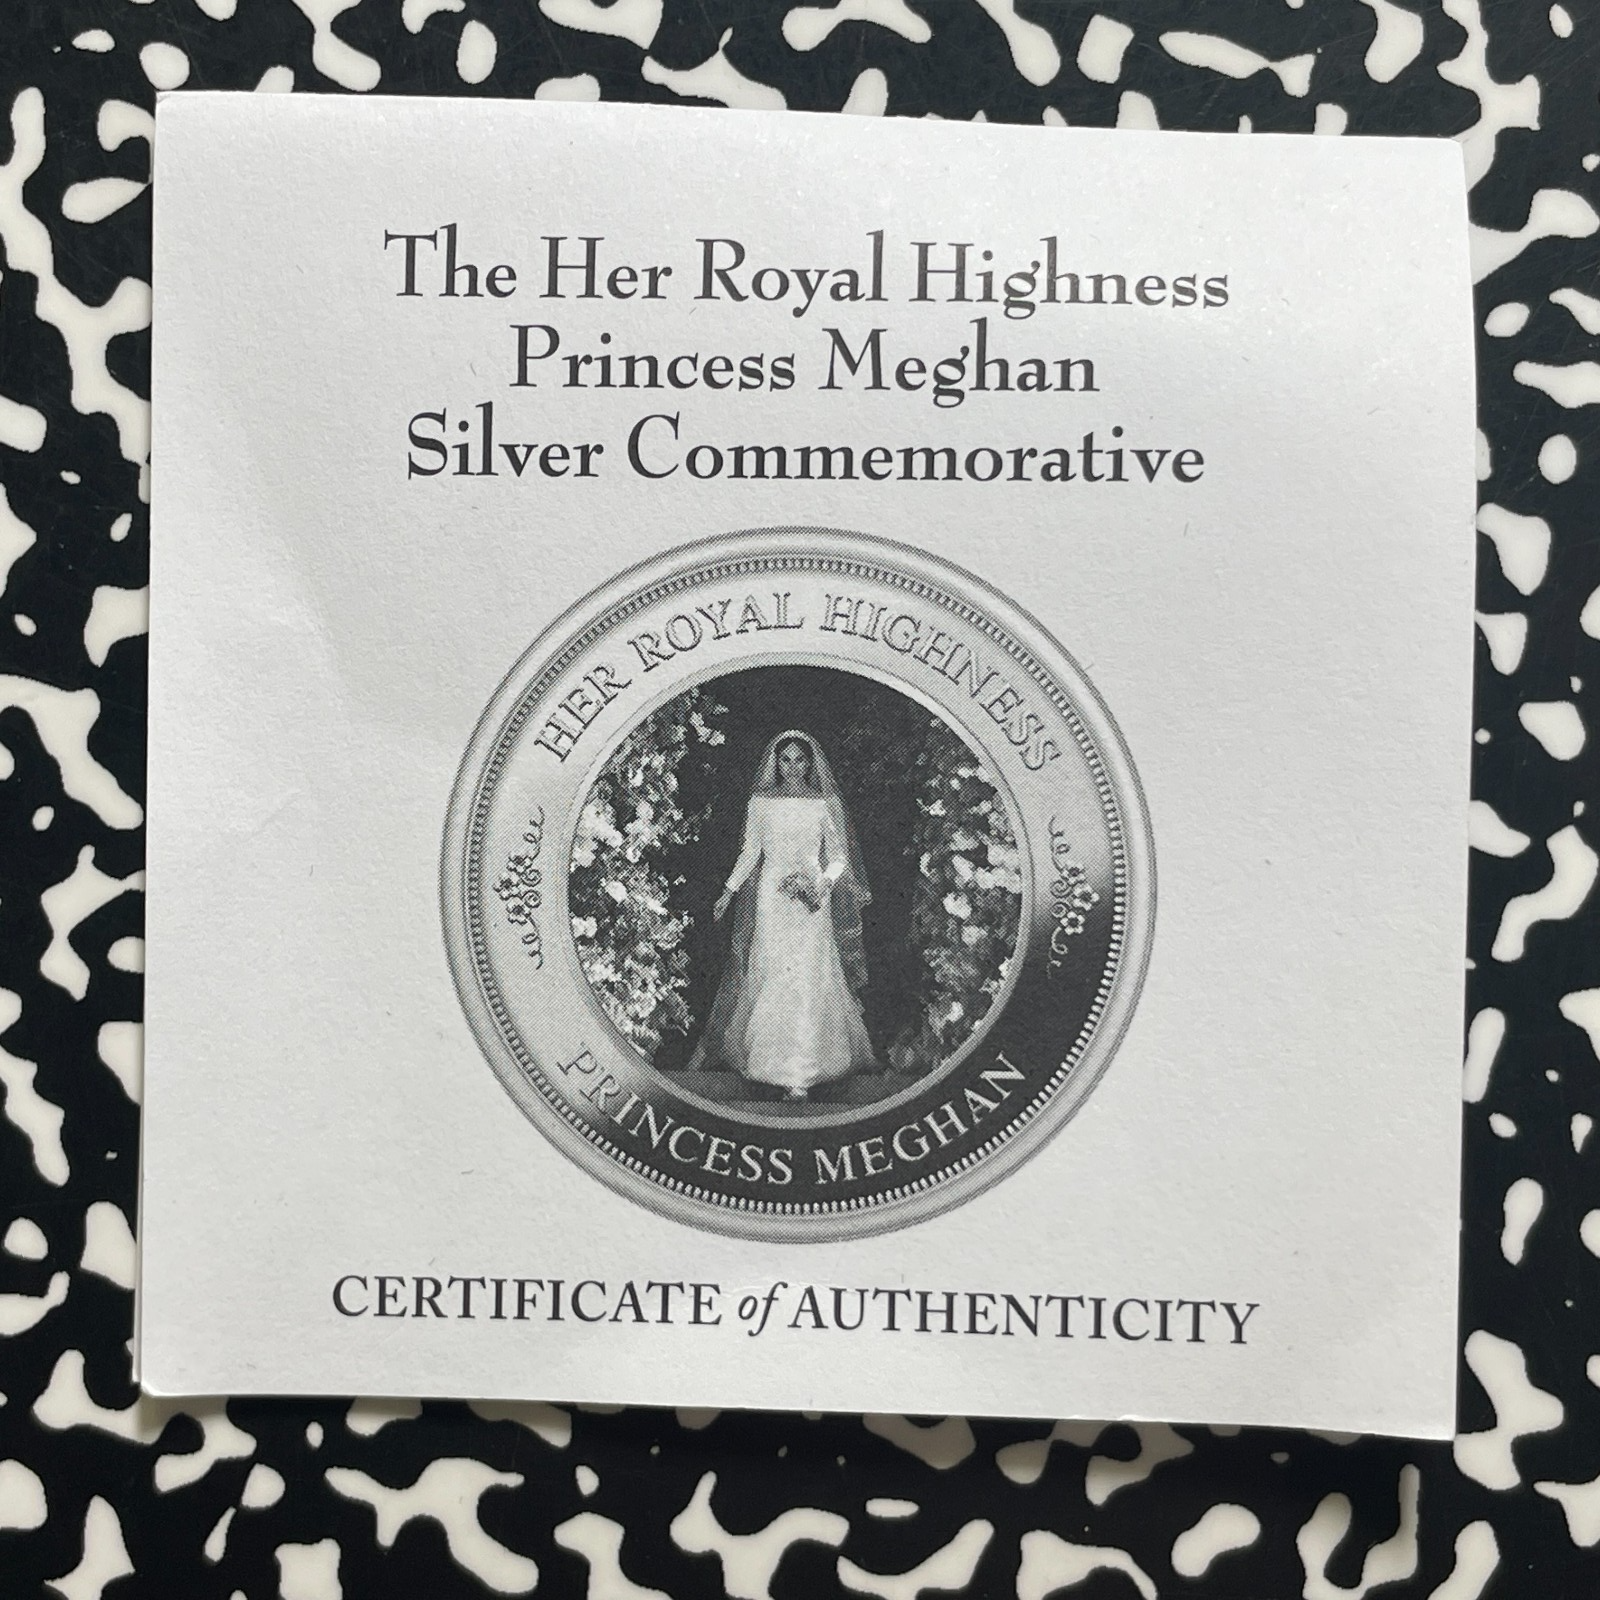 The Her Royal Highness
Princess Meghan
Silver Commemorative
HER ROYAL HIGHNESS
PRINCESS MEGHAN
CERTIFICATE of AUTHENTICITY